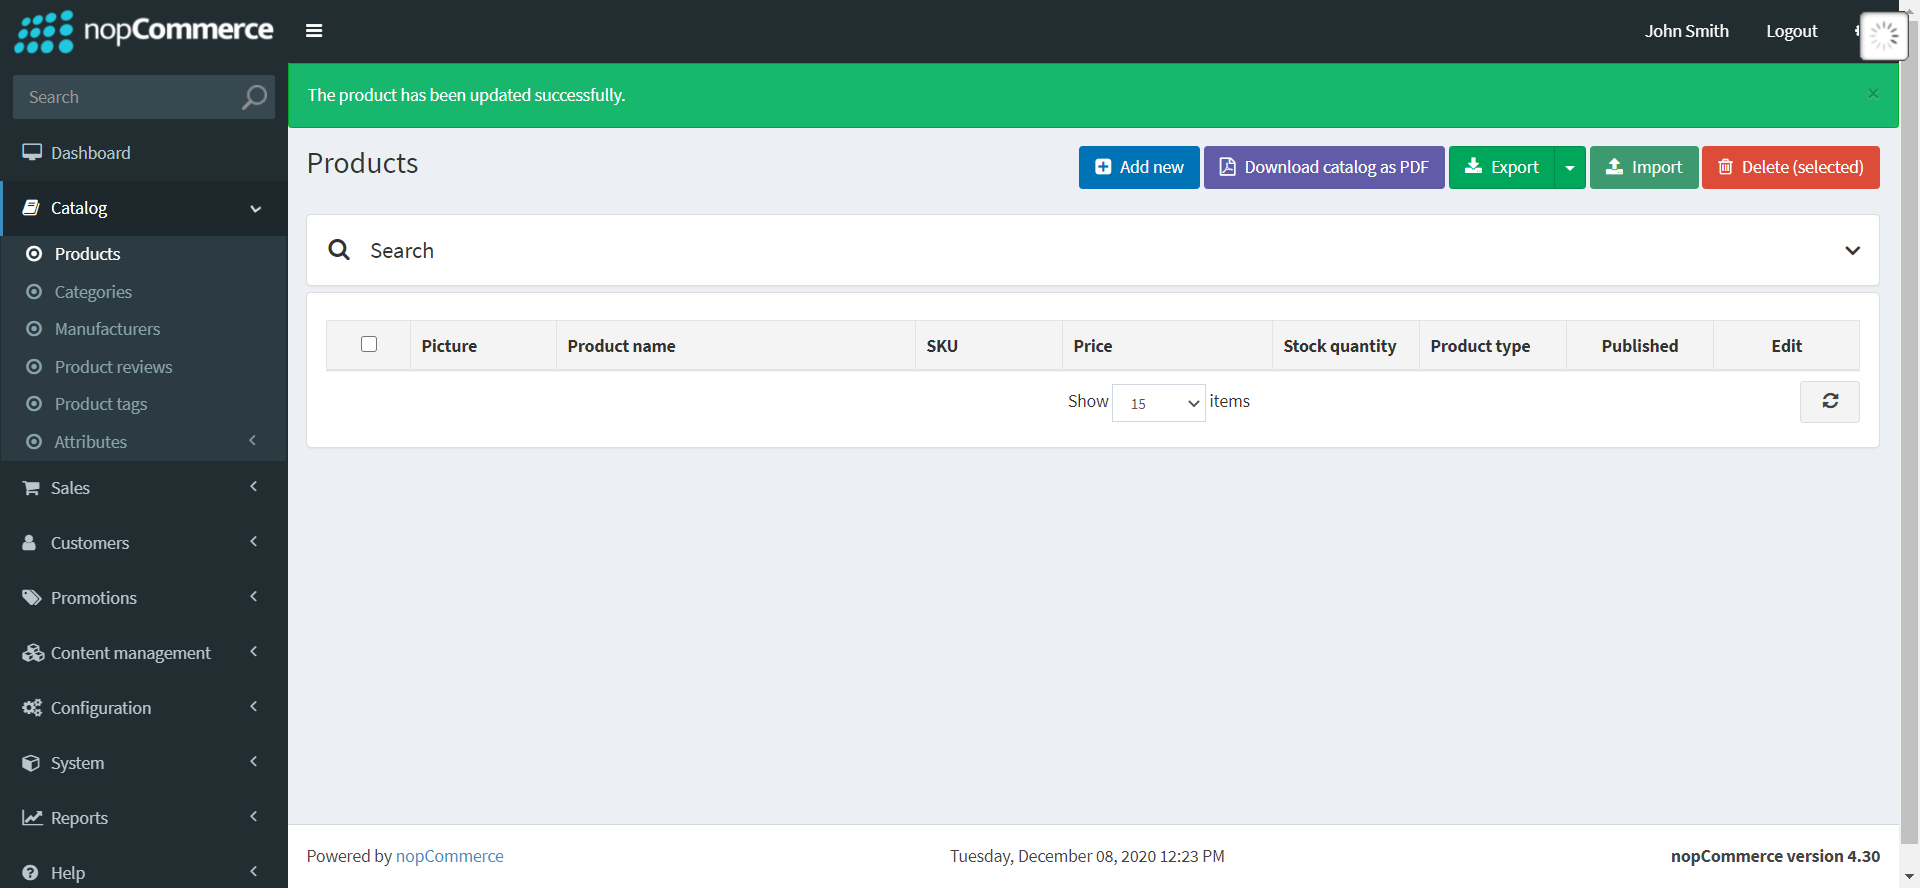 nopCommerce
John Smith
Logout
Search
The product has been updated successfully.
×
Dashboard
Products
Add new
Download catalog as PDF
Export
Import
Delete (selected)
Catalog
Search
Products
Categories
Manufacturers
Product reviews
Product tags
Attributes
Picture
Product name
SKU
Price
Stock quantity
Product type
Published
Edit
Show 15 items
Sales
Customers
Promotions
Content management
Configuration
System
Reports
Help
Powered by nopCommerce
Tuesday, December 08, 2020 12:23 PM
nopCommerce version 4.30